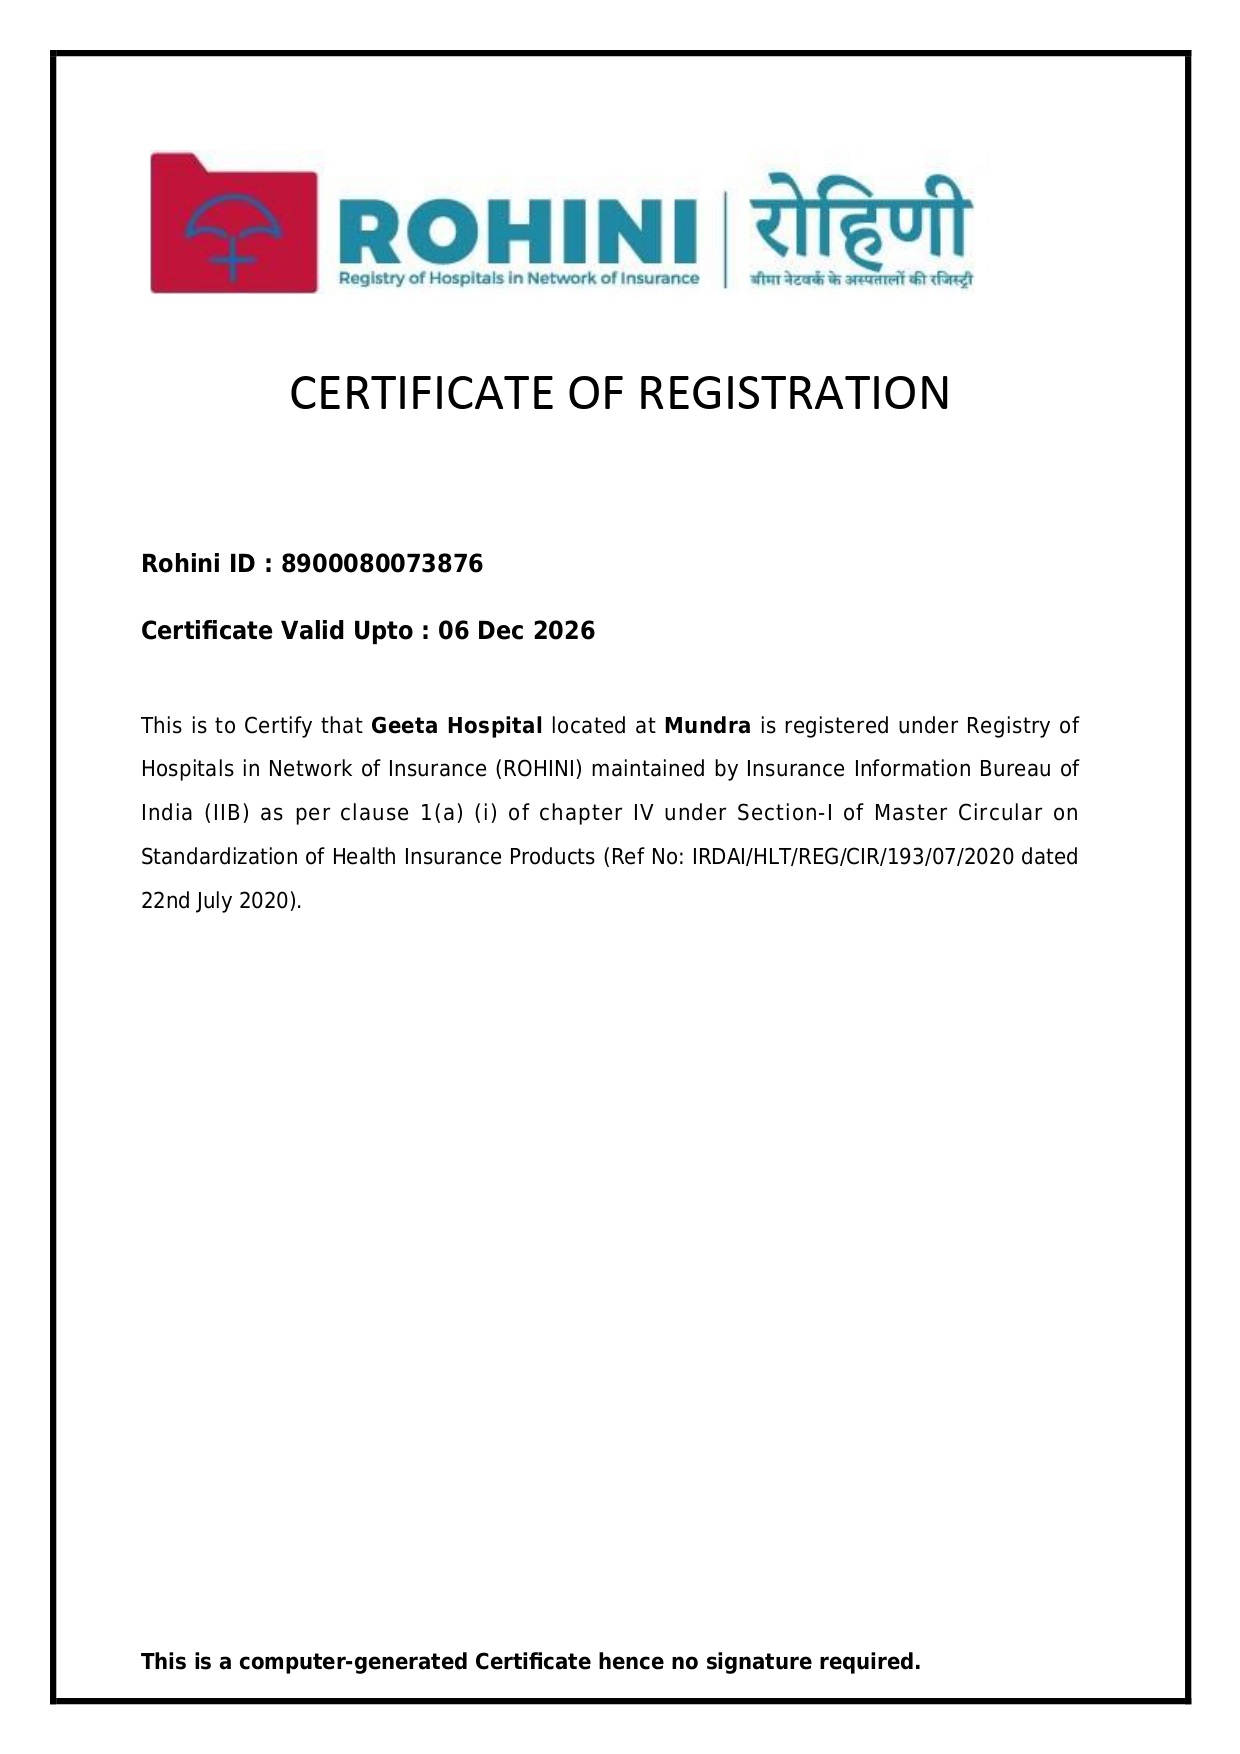 ROHINI
Registry of Hospitals in Network of Insurance
रोहिणी
बीमा नेटवर्क के अस्पतालों की रजिस्ट्री
CERTIFICATE OF REGISTRATION
Rohini ID : 8900080073876
Certificate Valid Upto : 06 Dec 2026
This is to Certify that Geeta Hospital located at Mundra is registered under Registry of
Hospitals in Network of Insurance (ROHINI) maintained by Insurance Information Bureau of
India (IIB) as per clause 1(a) (i) of chapter IV under Section-I of Master Circular on
Standardization of Health Insurance Products (Ref No: IRDAI/HLT/REG/CIR/193/07/2020 dated
22nd July 2020).
This is a computer-generated Certificate hence no signature required.